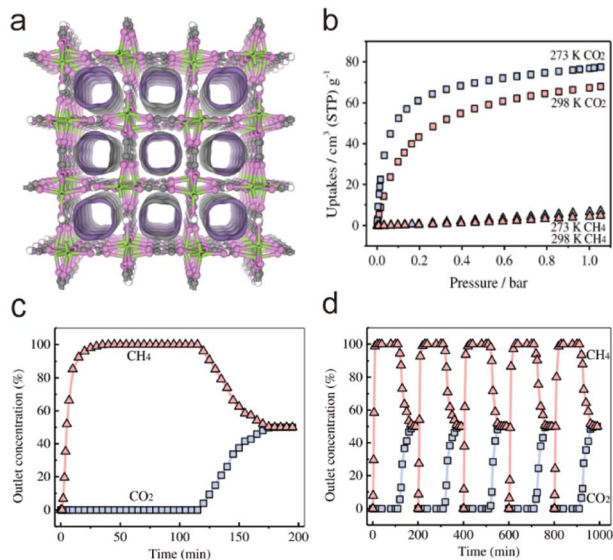 a
b
Uptakes / cm³ (STP) g⁻¹
80
60
40
20
0
273 K CO₂
298 K CO₂
273 K CH₄
298 K CH₄
0.0 0.2 0.4 0.6 0.8 1.0
Pressure / bar
c
Outlet concentration (%)
100
80
60
40
20
0
CH₄
CO₂
0 50 100 150 200
Time (min)
d
Outlet concentration (%)
100
80
60
40
20
0
CH₄
CO₂
0 200 400 600 800 1000
Time (min)